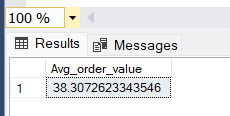 100 %
Results Messages
Avg_order_value
1 38.3072623343546